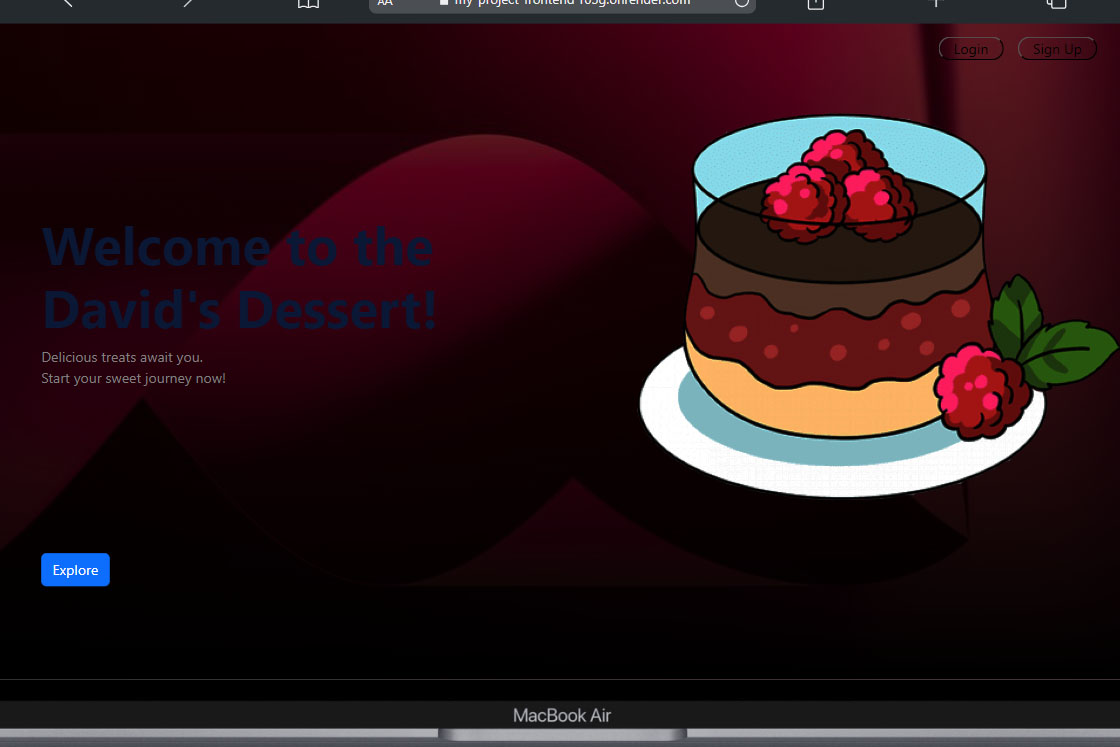 AA my-project-frontend-163g.onrender.com
Login Sign Up
Welcome to the
David's Dessert!
Delicious treats await you.
Start your sweet journey now!
Explore
MacBook Air